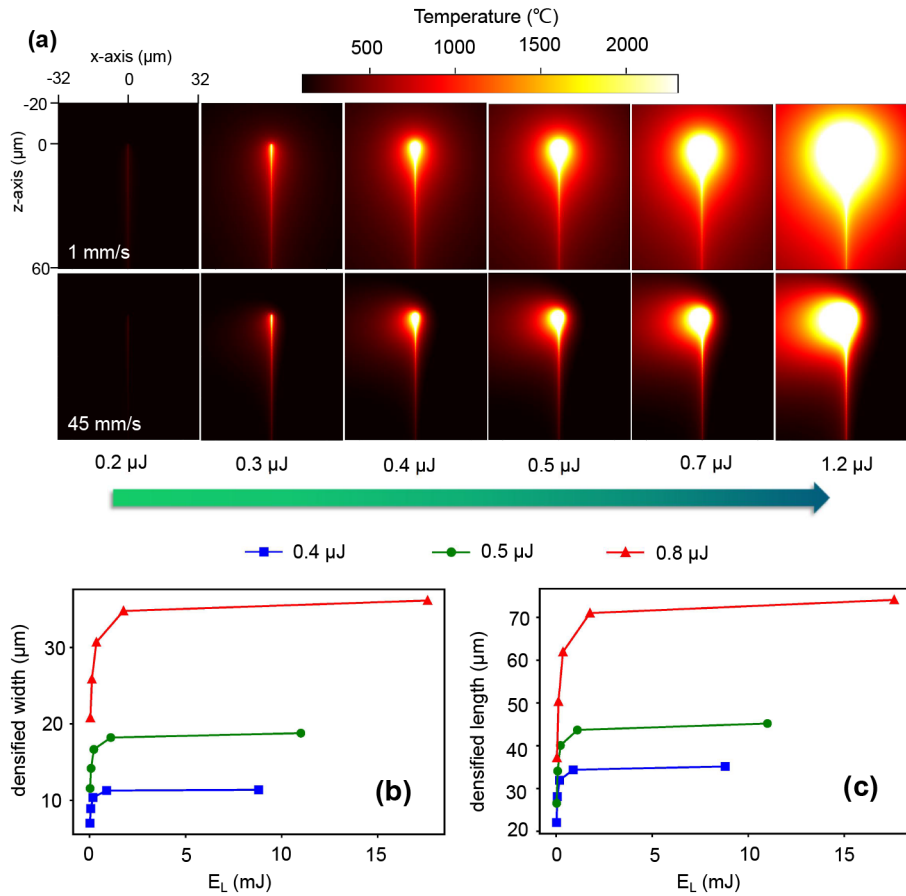 Temperature (℃)
(a)
500 1000 1500 2000
x-axis (μm)
-32 0 32
-20
0
60
z-axis (μm)
1 mm/s
45 mm/s
0.2 μJ 0.3 μJ 0.4 μJ 0.5 μJ 0.7 μJ 1.2 μJ
0.4 μJ 0.5 μJ 0.8 μJ
densified width (μm)
30
20
10
(b)
0 5 10 15
E_L (mJ)
densified length (μm)
70
60
50
40
30
20
(c)
0 5 10 15
E_L (mJ)